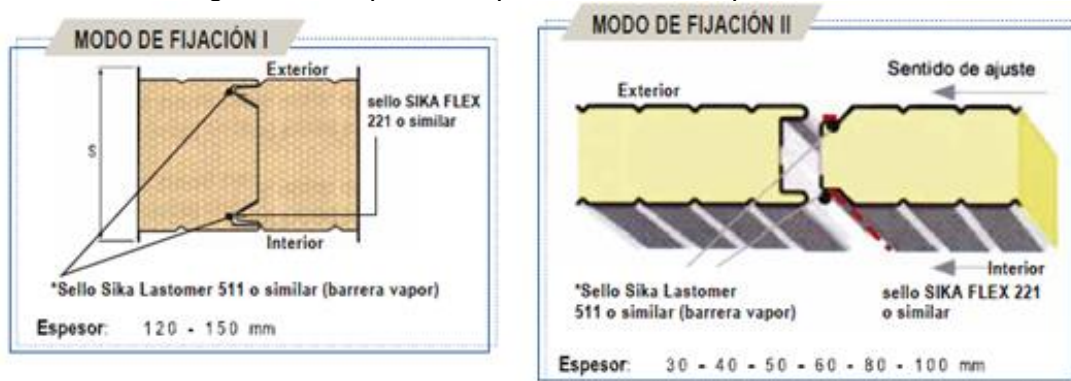 MODO DE FIJACIÓN I
Exterior
sello SIKA FLEX
221 o similar
S
Interior
*Sello Sika Lastomer 511 o similar (barrera vapor)
Espesor: 120 - 150 mm
MODO DE FIJACIÓN II
Sentido de ajuste
Exterior
Interior
*Sello Sika Lastomer
511 o similar (barrera vapor)
sello SIKA FLEX 221
o similar
Espesor: 30 - 40 - 50 - 60 - 80 - 100 mm